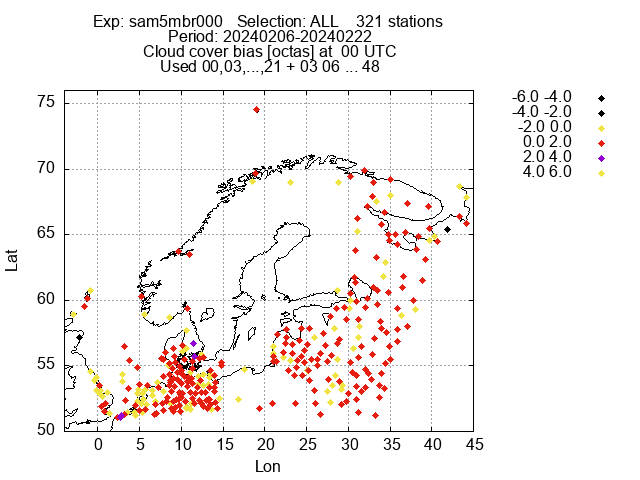 Exp: sam5mbr000 Selection: ALL 321 stations
Period: 20240206-20240222
Cloud cover bias [octas] at 00 UTC
Used 00,03,...,21 + 03 06 ... 48
-6.0 -4.0
-4.0 -2.0
-2.0 0.0
0.0 2.0
2.0 4.0
4.0 6.0
75
70
65
60
55
50
Lat
0 5 10 15 20 25 30 35 40 45
Lon